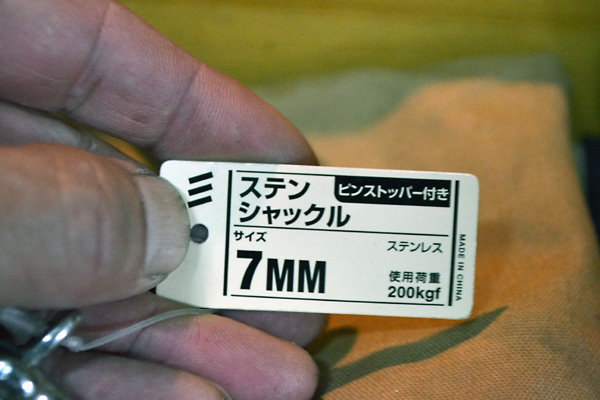 ステン
シャックル
ピンストッパー付き
サイズ
7MM
ステンレス
使用荷重
200kgf
MADE IN CHINA